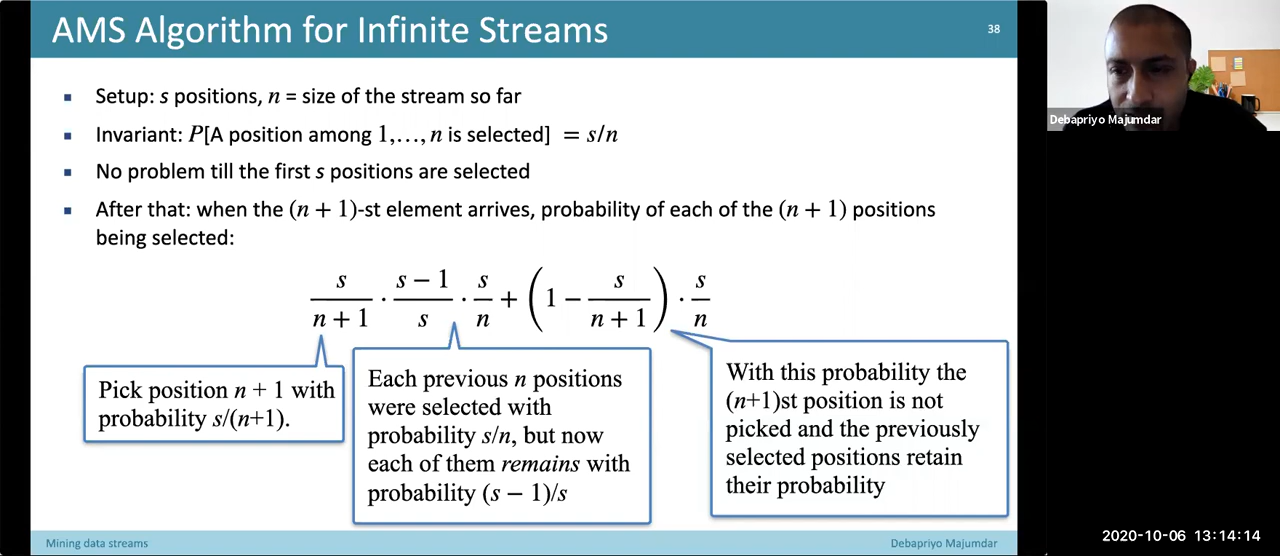 AMS Algorithm for Infinite Streams
38
▪ Setup: s positions, n = size of the stream so far
▪ Invariant: P[A position among 1,…, n is selected] = s/n
▪ No problem till the first s positions are selected
▪ After that: when the (n + 1)-st element arrives, probability of each of the (n + 1) positions
being selected:
s/(n + 1) · (s − 1)/s · s/n + (1 − s/(n + 1)) · s/n
Pick position n + 1 with
probability s/(n+1).
Each previous n positions
were selected with
probability s/n, but now
each of them remains with
probability (s − 1)/s
With this probability the
(n+1)st position is not
picked and the previously
selected positions retain
their probability
Mining data streams
Debapriyo Majumdar
Debapriyo Majumdar
2020-10-06 13:14:14